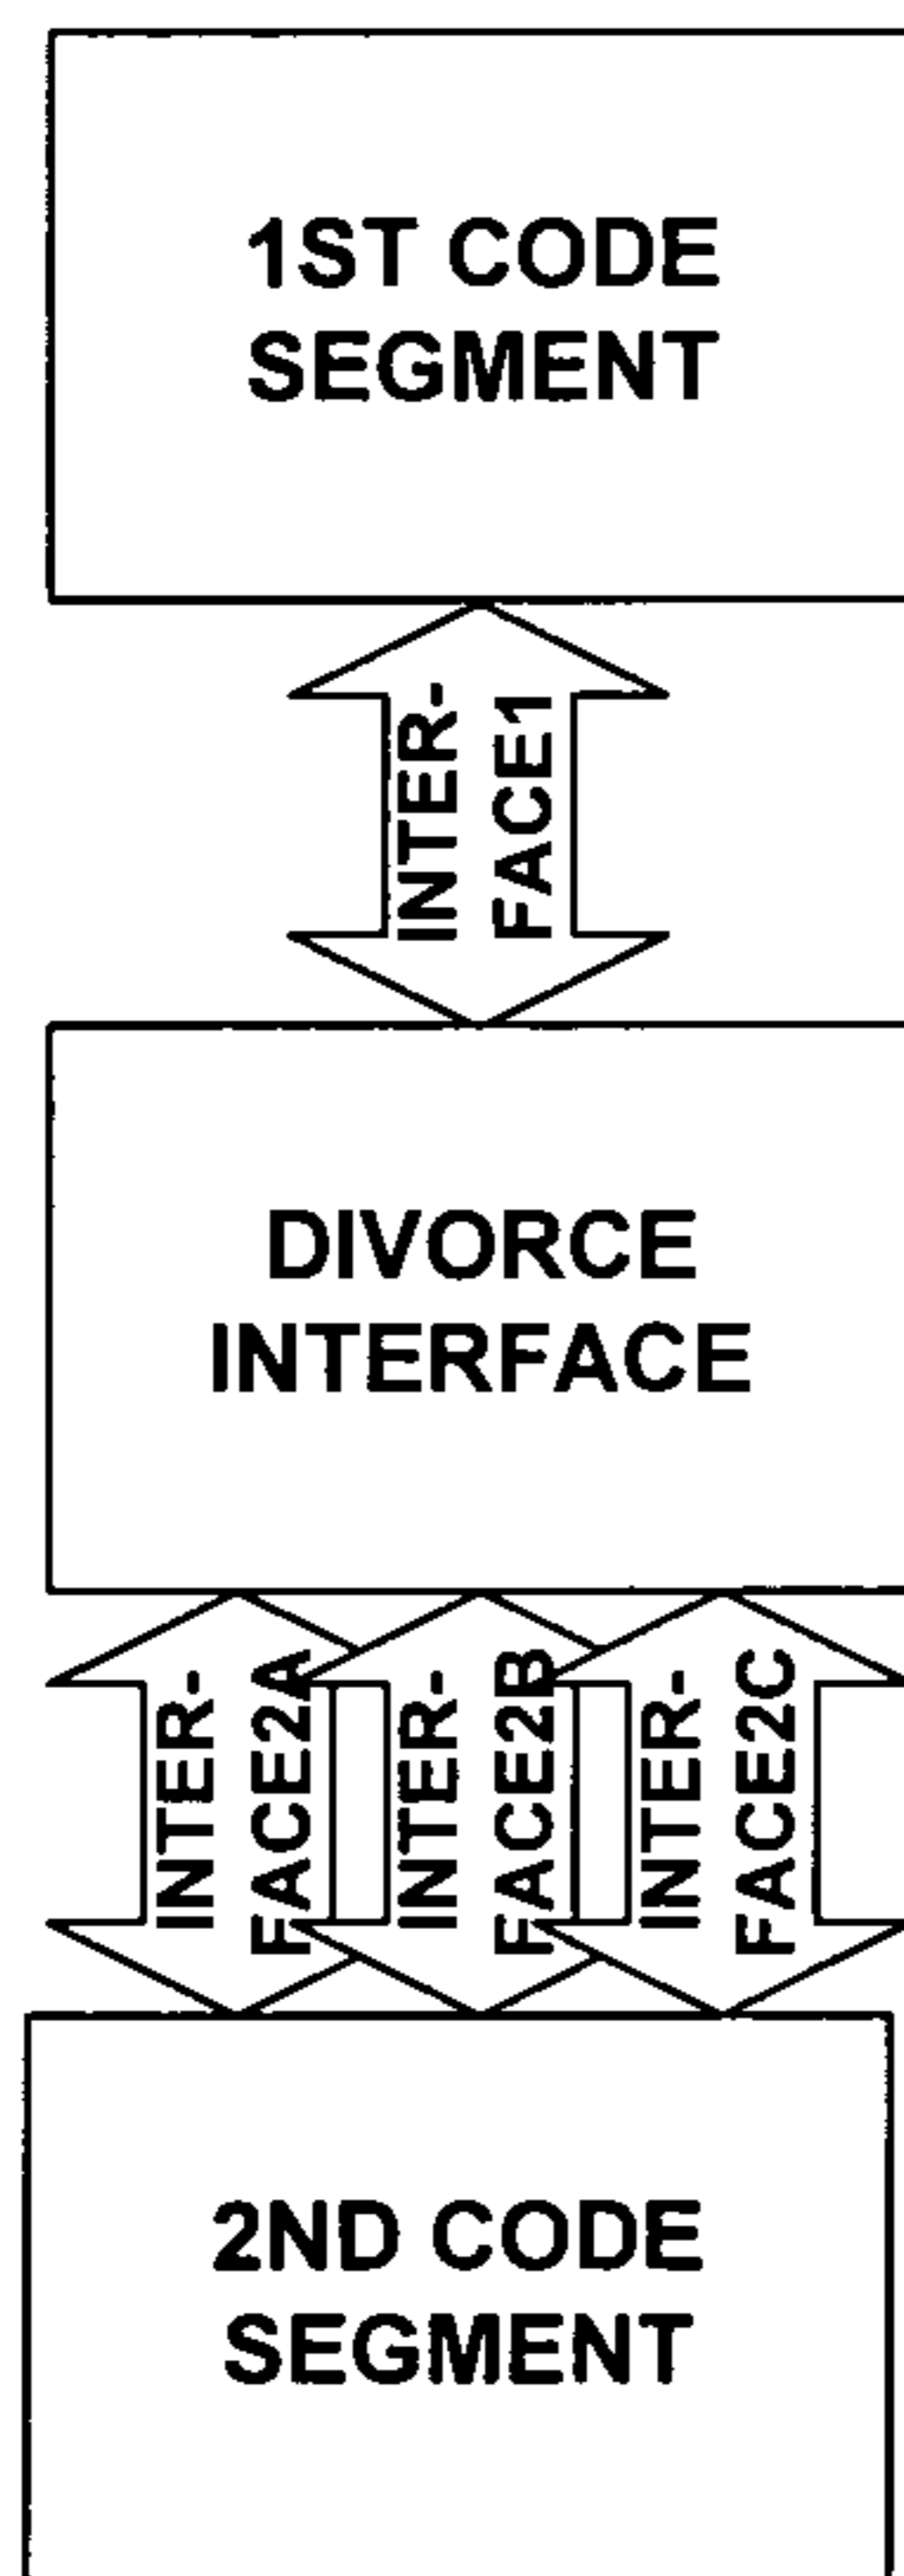 1ST CODE
SEGMENT
INTER-
FACE1
DIVORCE
INTERFACE
INTER-
FACE2A
INTER-
FACE2B
INTER-
FACE2C
2ND CODE
SEGMENT